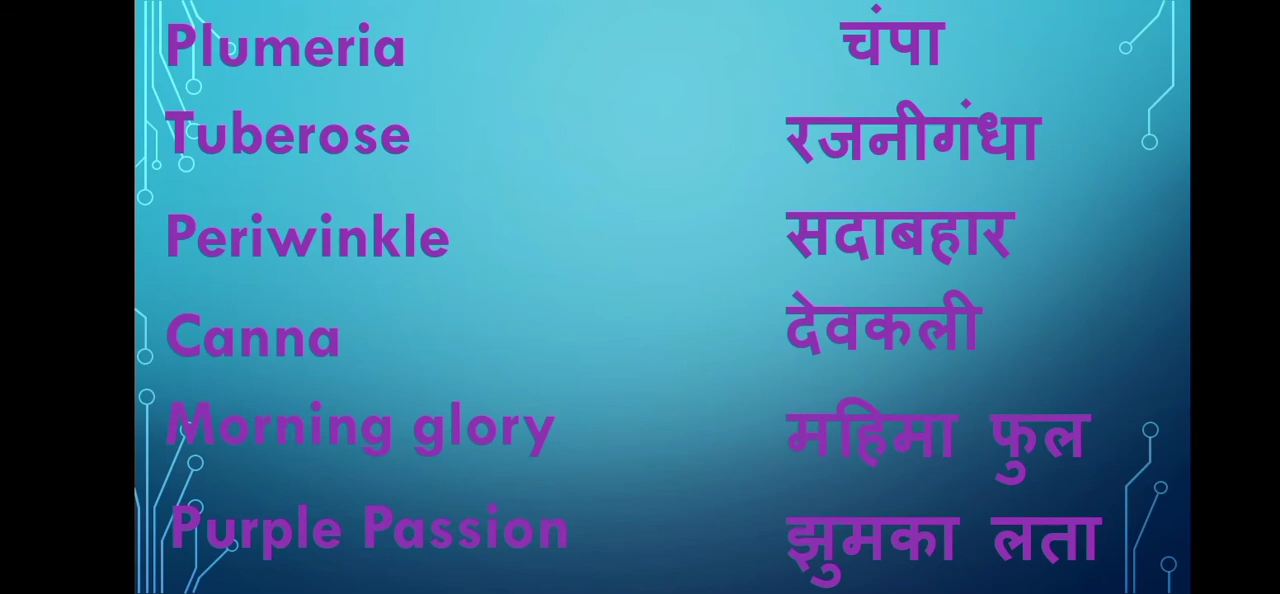 Plumeria चंपा
Tuberose रजनीगंधा
Periwinkle सदाबहार
Canna देवकली
Morning glory महिमा फुल
Purple Passion झुमका लता